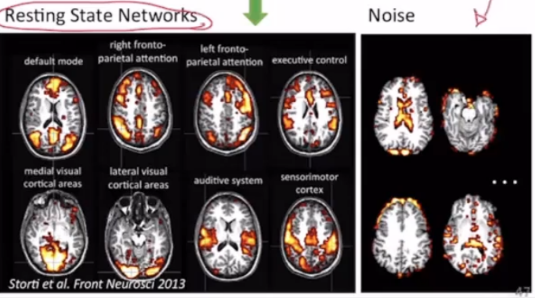 Resting State Networks
Noise
default mode
right fronto-
parietal attention
left fronto-
parietal attention
executive control
medial visual
cortical areas
lateral visual
cortical areas
auditive system
sensorimotor
cortex
...
Storti et al. Front Neurosci 2013
47